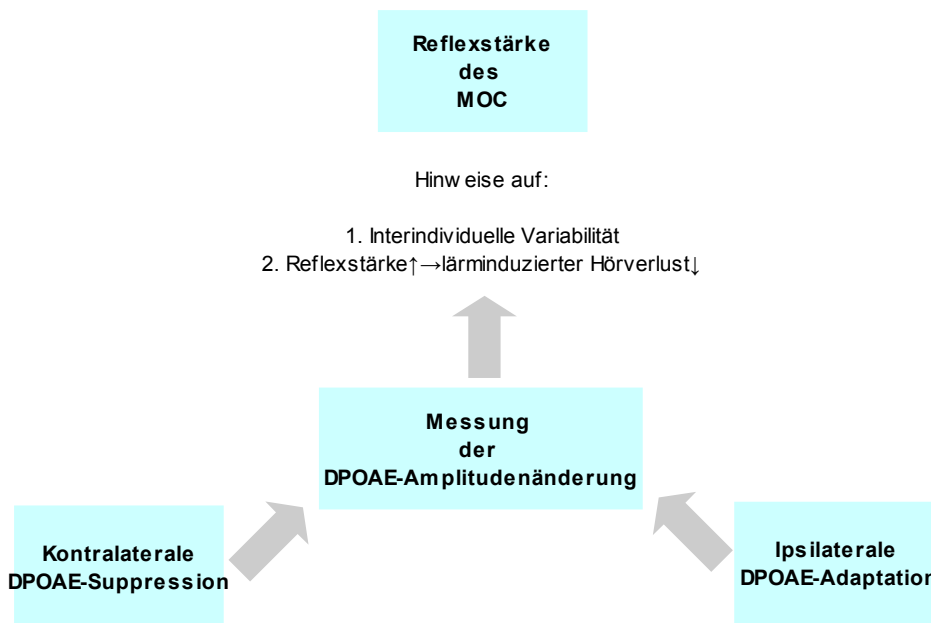 Reflexstärke
des
MOC
Hinweise auf:
1. Interindividuelle Variabilität
2. Reflexstärke↑→lärminduzierter Hörverlust↓
Messung
der
DPOAE-Amplitudenänderung
Kontralaterale
DPOAE-Suppression
Ipsilaterale
DPOAE-Adaptation